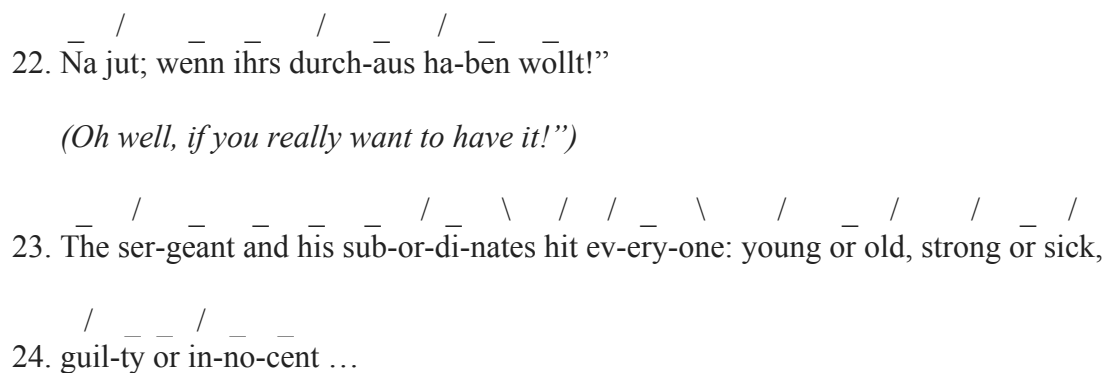 / / /
_ _ _ _ _ _
22. Na jut; wenn ihrs durch-aus ha-ben wollt!”
(Oh well, if you really want to have it!”)
/ / \ / / \ / / / /
_ _ _ _ _ _ _ _ _
23. The ser-geant and his sub-or-di-nates hit ev-ery-one: young or old, strong or sick,
/ /
_ _ _ _
24. guil-ty or in-no-cent …